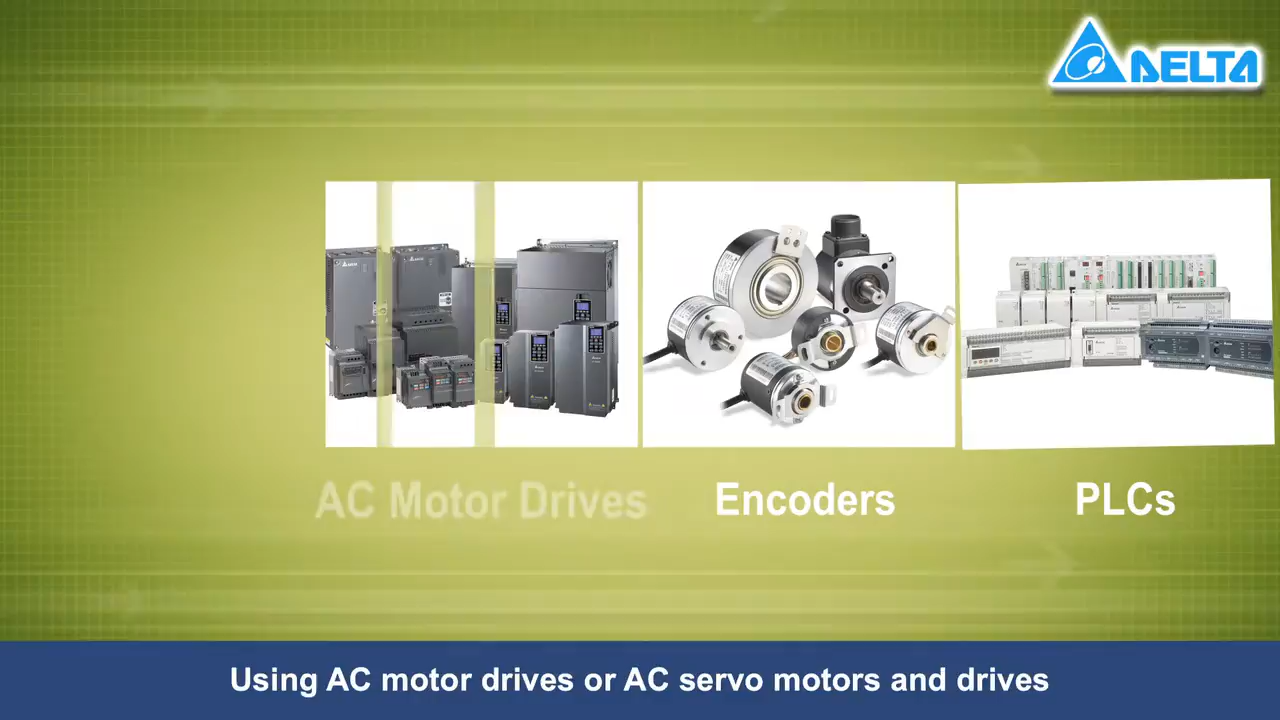 DELTA
AC Motor Drives
Encoders
PLCs
Using AC motor drives or AC servo motors and drives